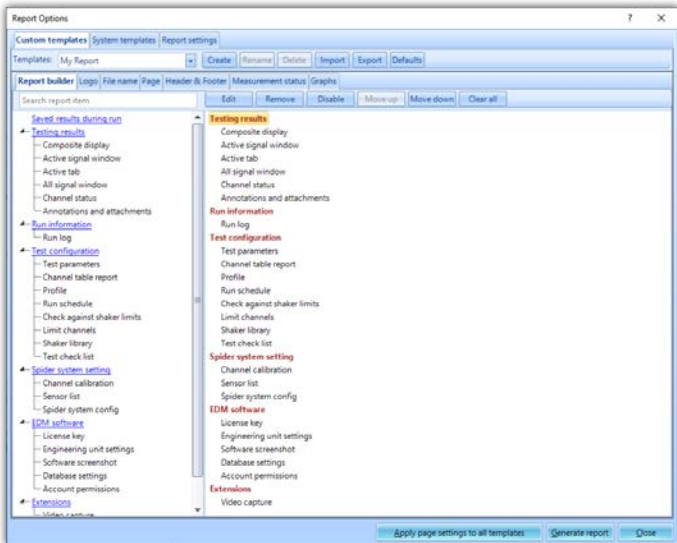 Report Options
? X
Custom templates System templates Report settings
Templates: My Report Create Rename Delete Import Export Defaults
Report builder Logo File name Page Header & Footer Measurement status Graphs
Search report item
Edit Remove Disable Move up Move down Clear all
Saved results during run
Testing results
Composite display
Active signal window
Active tab
All signal window
Channel status
Annotations and attachments
Run information
Run log
Test configuration
Test parameters
Channel table report
Profile
Run schedule
Check against shaker limits
Limit channels
Shaker library
Test check list
Spider system setting
Channel calibration
Sensor list
Spider system config
EDM software
License key
Engineering unit settings
Software screenshot
Database settings
Account permissions
Extensions
Video capture
Testing results
Composite display
Active signal window
Active tab
All signal window
Channel status
Annotations and attachments
Run information
Run log
Test configuration
Test parameters
Channel table report
Profile
Run schedule
Check against shaker limits
Limit channels
Shaker library
Test check list
Spider system setting
Channel calibration
Sensor list
Spider system config
EDM software
License key
Engineering unit settings
Software screenshot
Database settings
Account permissions
Extensions
Video capture
Apply page settings to all templates Generate report Close